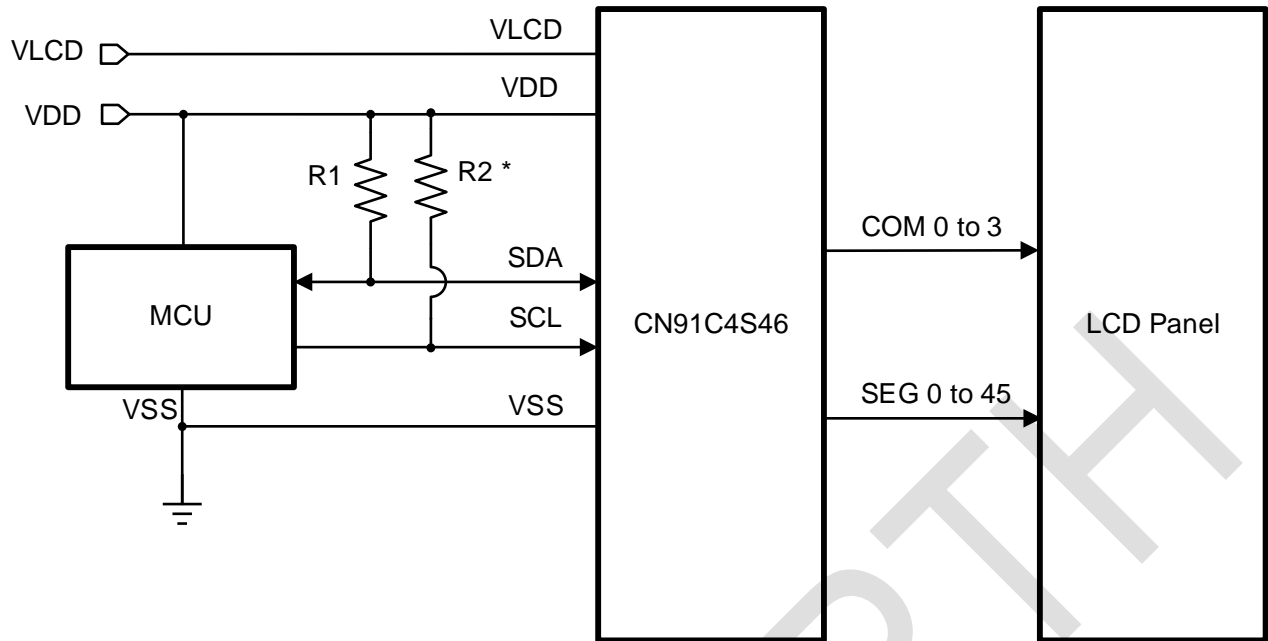 VLCD
VLCD
VDD
VDD
R1
R2 *
COM 0 to 3
SDA
MCU
SCL
CN91C4S46
LCD Panel
SEG 0 to 45
VSS
VSS
PTH